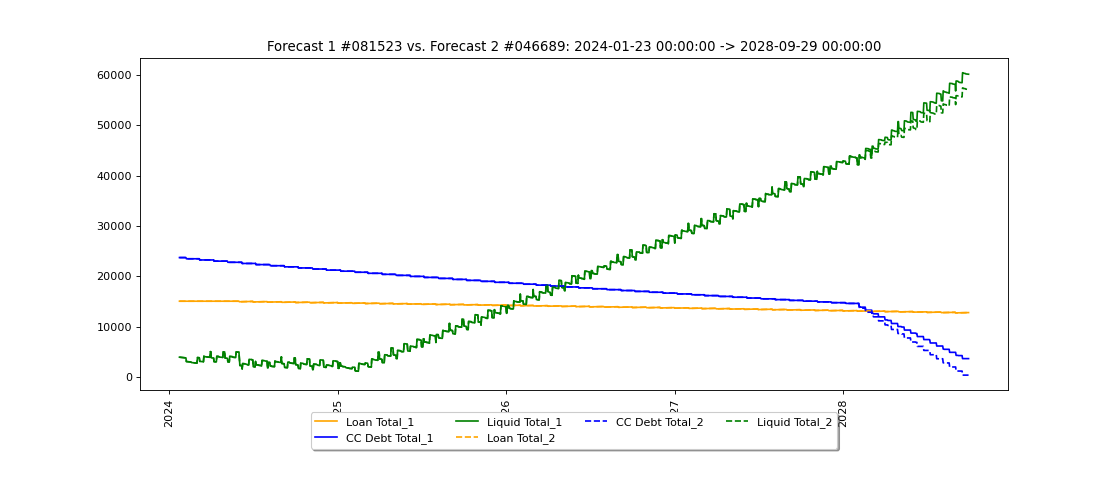 Forecast 1 #081523 vs. Forecast 2 #046689: 2024-01-23 00:00:00 -> 2028-09-29 00:00:00
60000
50000
40000
30000
20000
10000
0
2024
25
26
27
2028
Loan Total_1
Liquid Total_1
CC Debt Total_2
Liquid Total_2
CC Debt Total_1
Loan Total_2